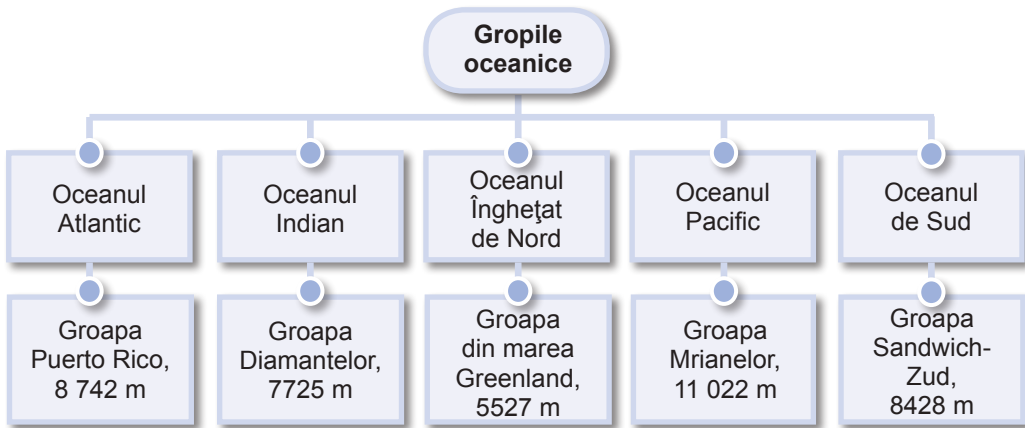 Gropile
oceanice
Oceanul
Atlantic
Oceanul
Indian
Oceanul
Îngheţat
de Nord
Oceanul
Pacific
Oceanul
de Sud
Groapa
Puerto Rico,
8 742 m
Groapa
Diamantelor,
7725 m
Groapa
din marea
Greenland,
5527 m
Groapa
Mrianelor,
11 022 m
Groapa
Sandwich-
Zud,
8428 m